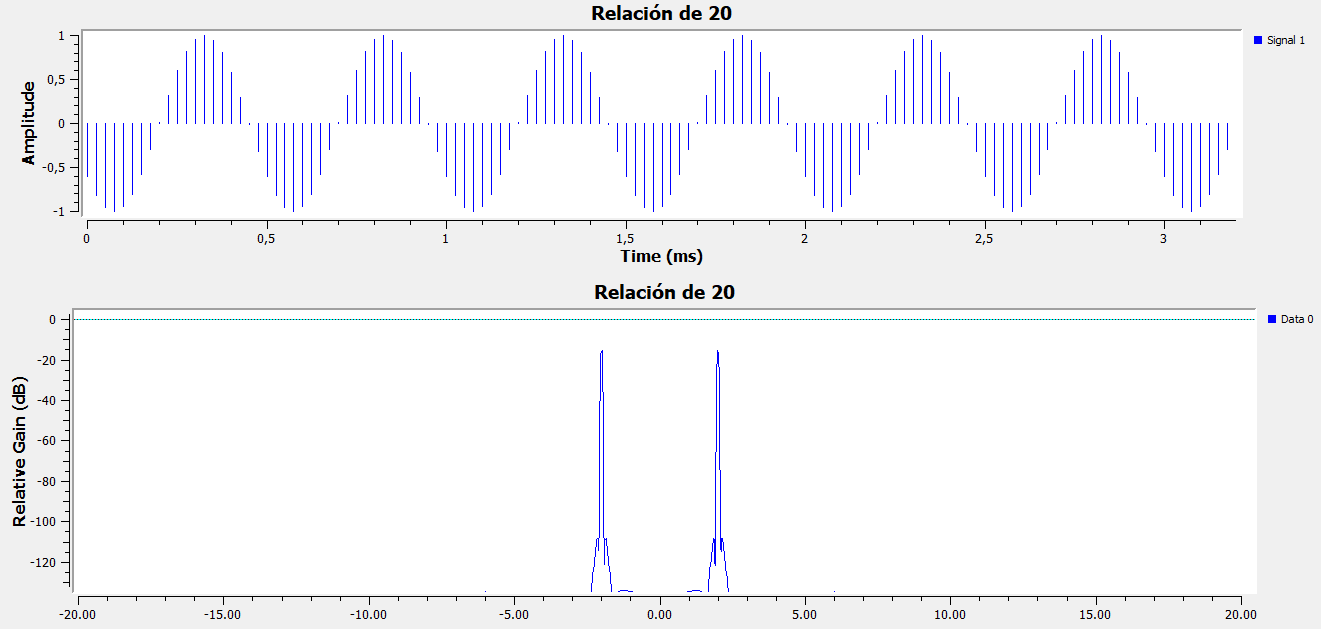 Relación de 20
Amplitude
1
0,5
0
-0,5
-1
Signal 1
0 0,5 1 1,5 2 2,5 3
Time (ms)
Relación de 20
Relative Gain (dB)
0
-20
-40
-60
-80
-100
-120
Data 0
-20.00 -15.00 -10.00 -5.00 0.00 5.00 10.00 15.00 20.00